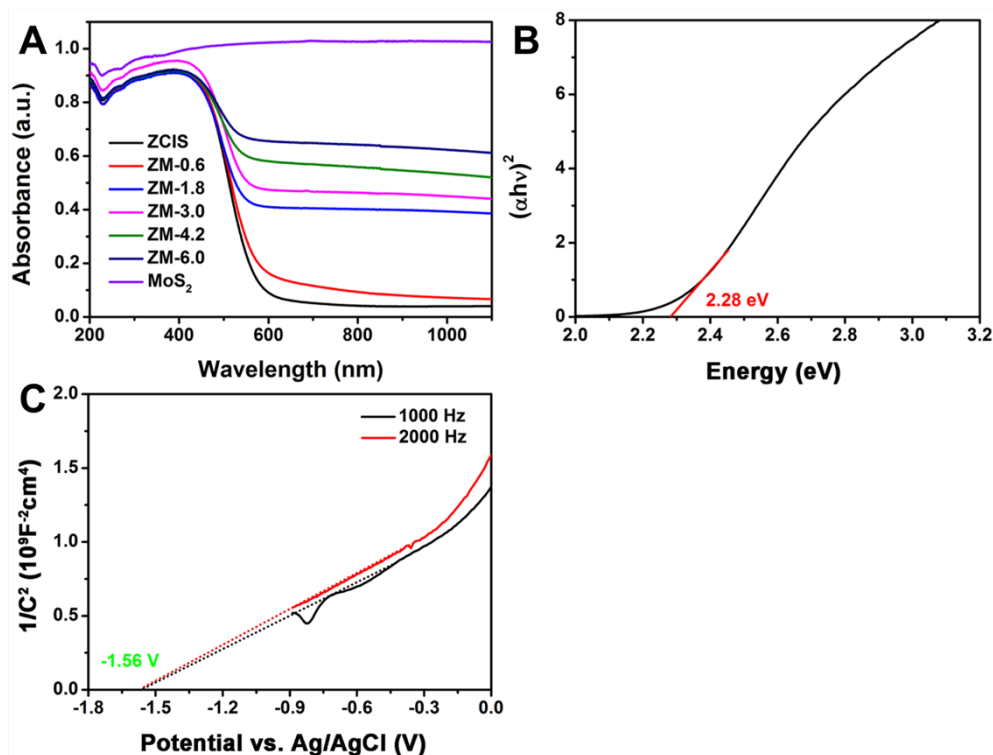 A
Absorbance (a.u.)
1.0
0.8
0.6
0.4
0.2
0.0
ZCIS
ZM-0.6
ZM-1.8
ZM-3.0
ZM-4.2
ZM-6.0
MoS₂
200 400 600 800 1000
Wavelength (nm)
B
(αhν)²
8
6
4
2
0
2.28 eV
2.0 2.2 2.4 2.6 2.8 3.0 3.2
Energy (eV)
C
1/C² (10⁹F⁻²cm⁴)
2.0
1.5
1.0
0.5
0.0
1000 Hz
2000 Hz
-1.56 V
-1.8 -1.5 -1.2 -0.9 -0.6 -0.3 0.0
Potential vs. Ag/AgCl (V)